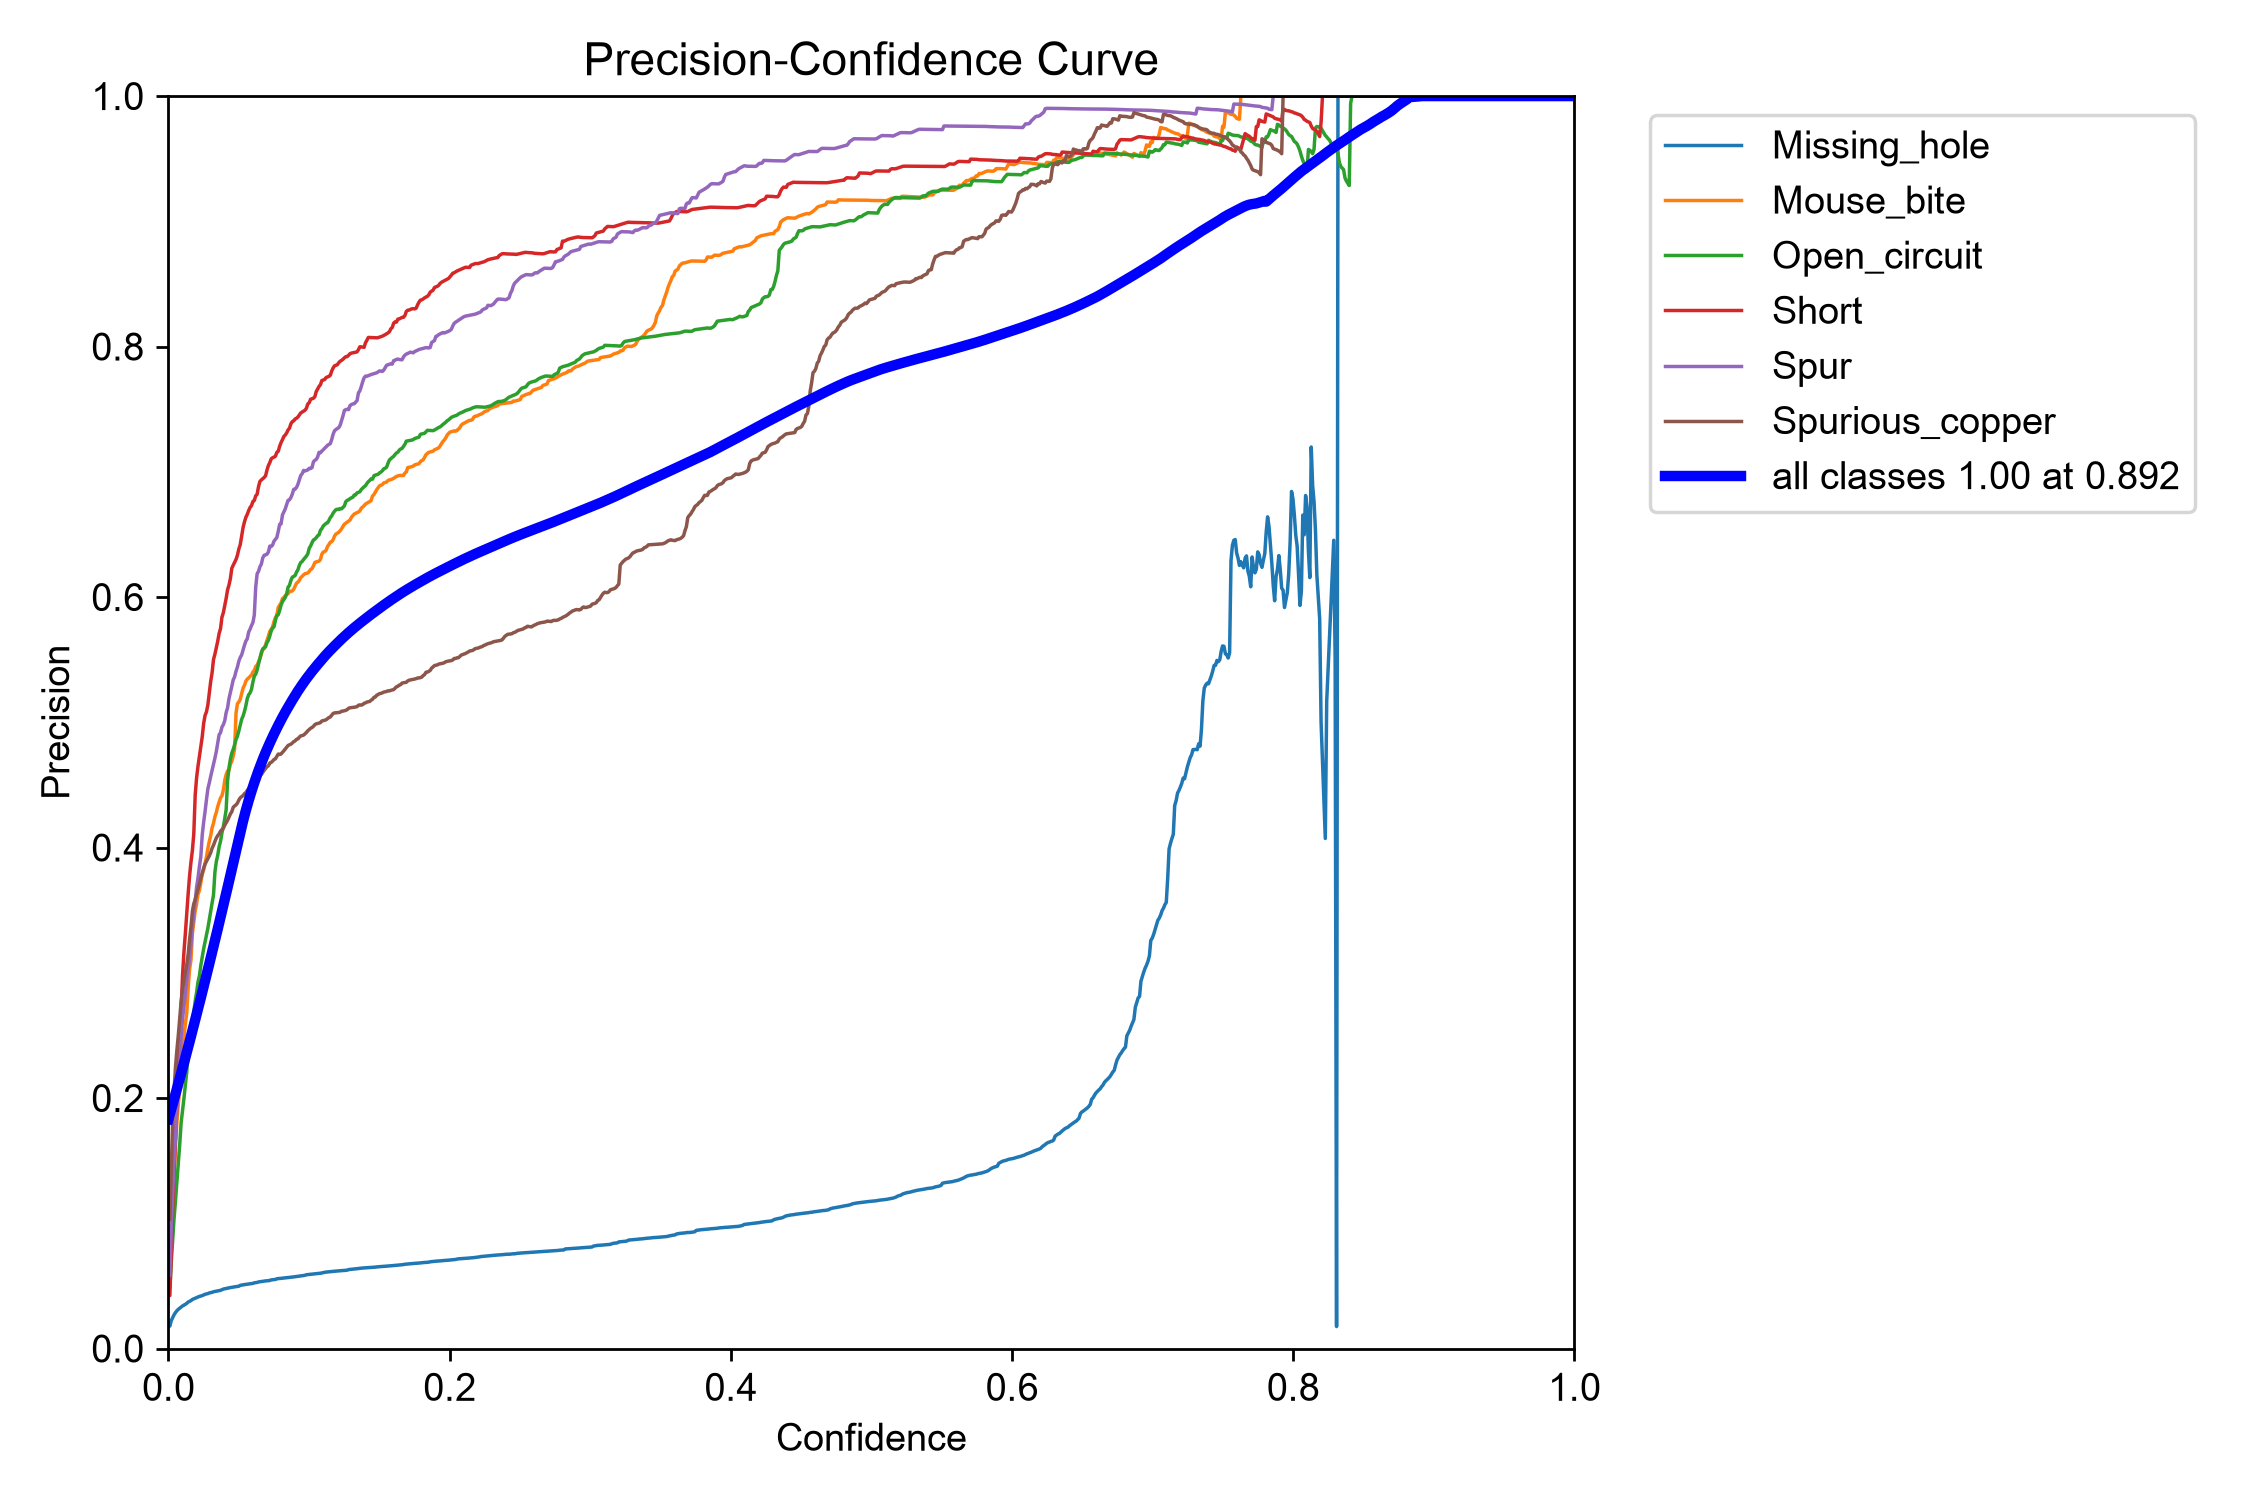 Precision-Confidence Curve
1.0
0.8
0.6
0.4
0.2
0.0
Precision
0.0 0.2 0.4 0.6 0.8 1.0
Confidence
Missing_hole
Mouse_bite
Open_circuit
Short
Spur
Spurious_copper
all classes 1.00 at 0.892